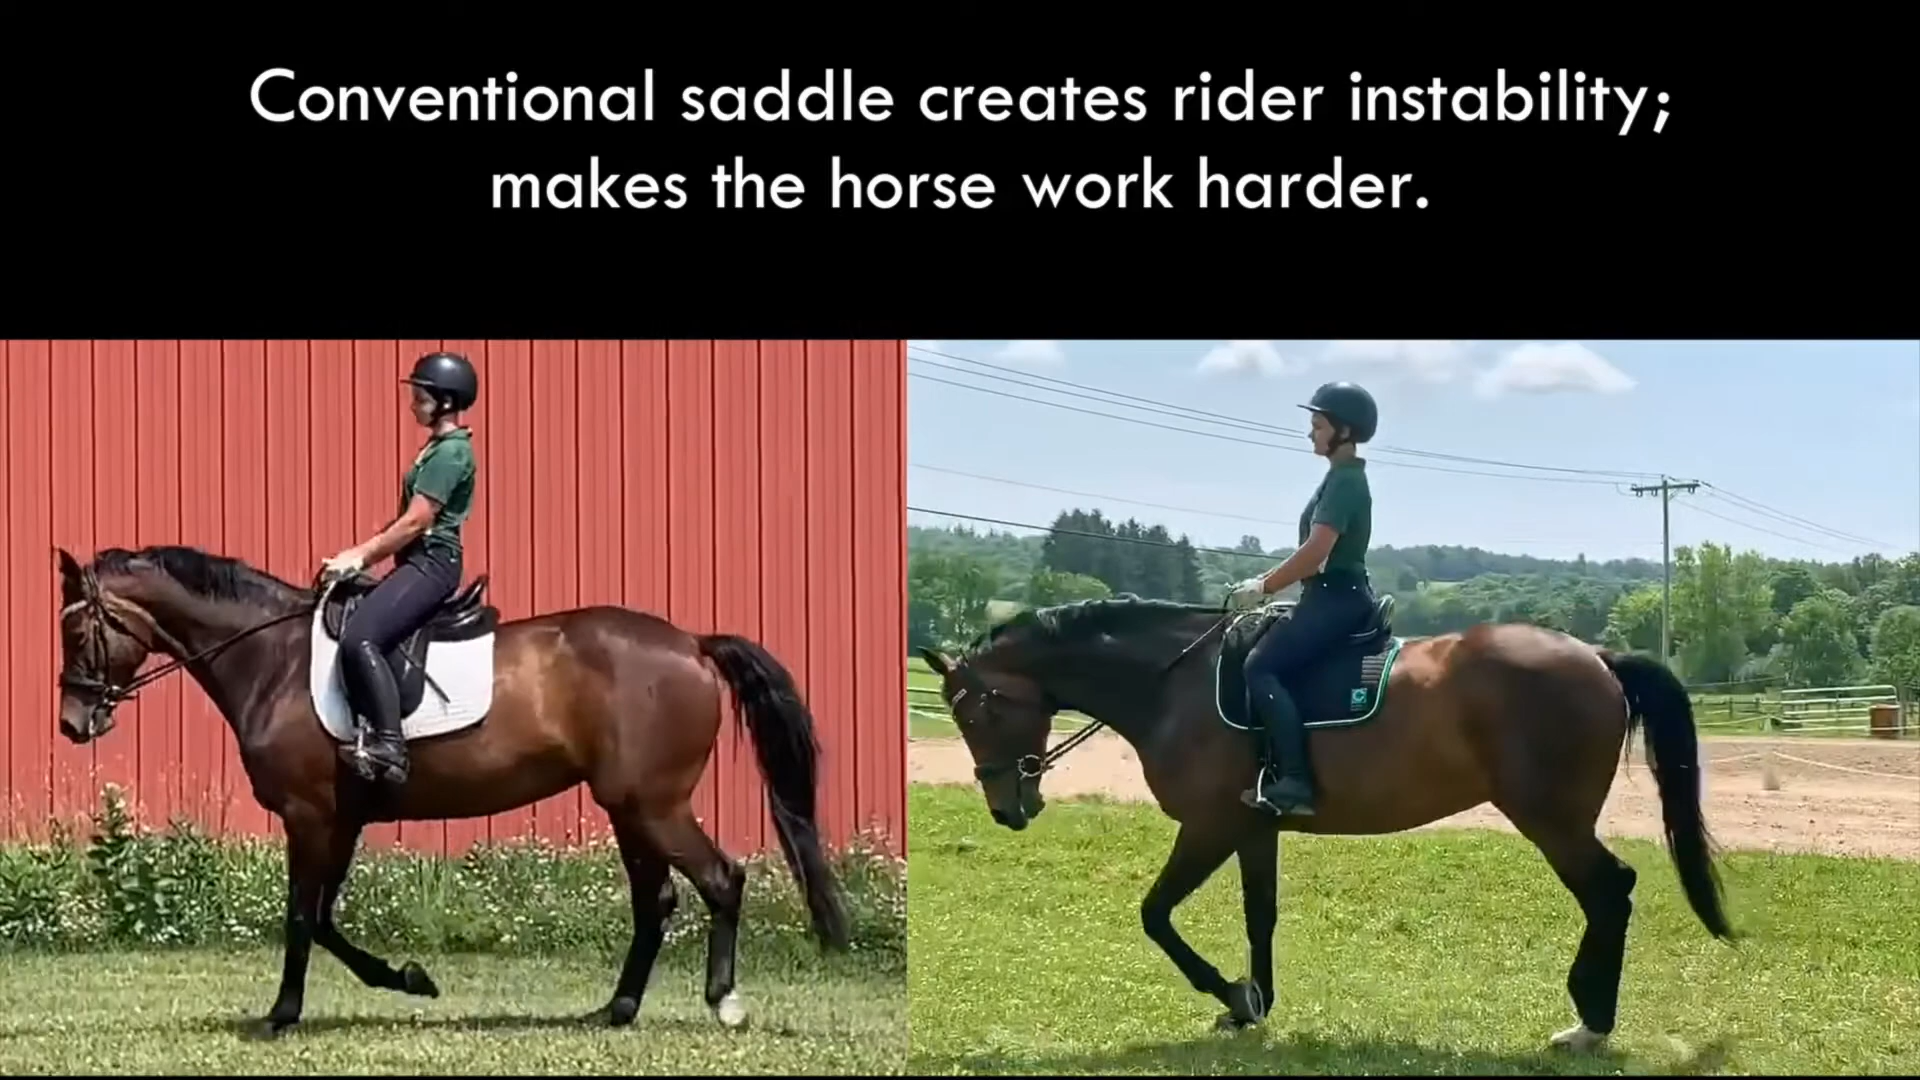 Conventional saddle creates rider instability;
makes the horse work harder.